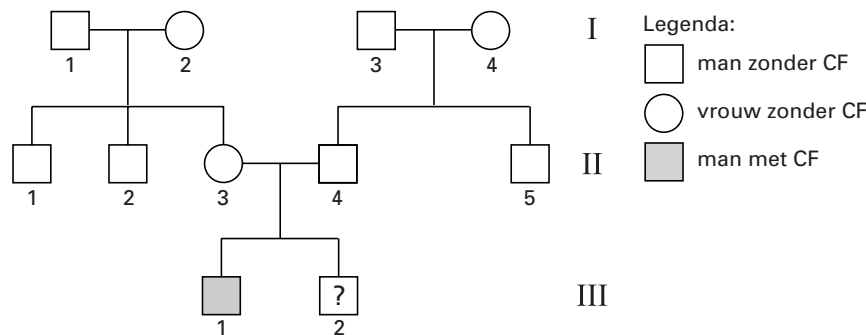 I
Legenda:
1 2 3 4
man zonder CF
vrouw zonder CF
II
man met CF
1 2 3 4 5
?
III
1 2